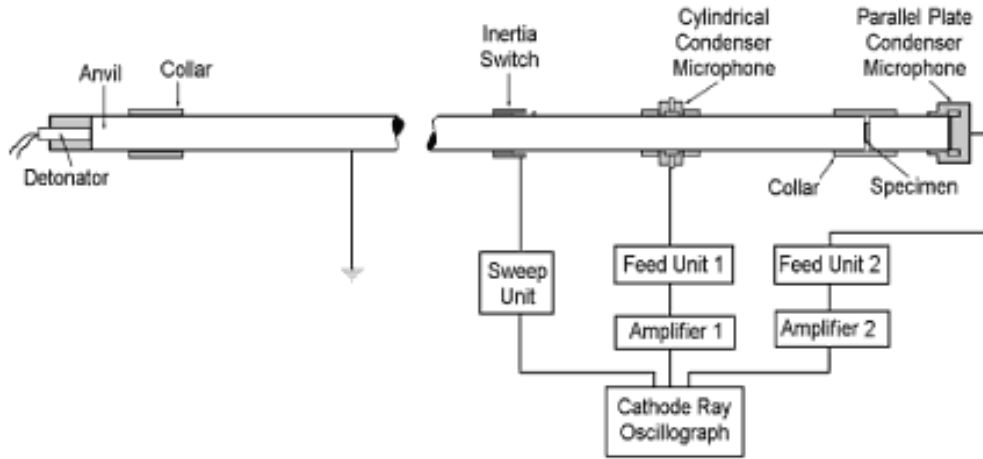 Cylindrical
Condenser
Microphone
Parallel Plate
Condenser
Microphone
Inertia
Switch
Collar
Anvil
Detonator
Collar
Specimen
Sweep
Unit
Feed Unit 1
Feed Unit 2
Amplifier 1
Amplifier 2
Cathode Ray
Oscillograph